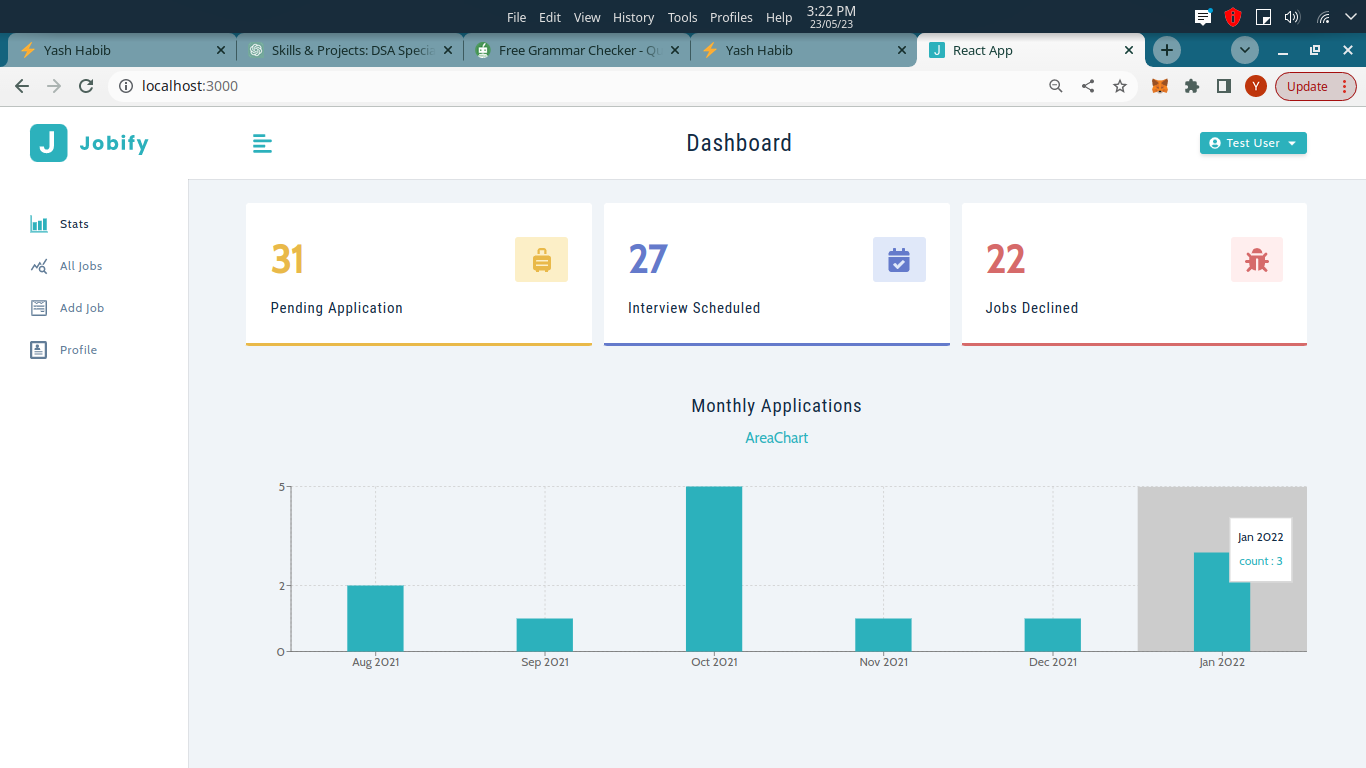 File Edit View History Tools Profiles Help 3:22 PM
23/05/23
Yash Habib Skills & Projects: DSA Specia Free Grammar Checker - Qu Yash Habib J React App
localhost:3000 Y Update
J Jobify Dashboard Test User
Stats
All Jobs
Add Job
Profile
31 27 22
Pending Application Interview Scheduled Jobs Declined
Monthly Applications
AreaChart
5
2
0
Jan 2022
count : 3
Aug 2021 Sep 2021 Oct 2021 Nov 2021 Dec 2021 Jan 2022